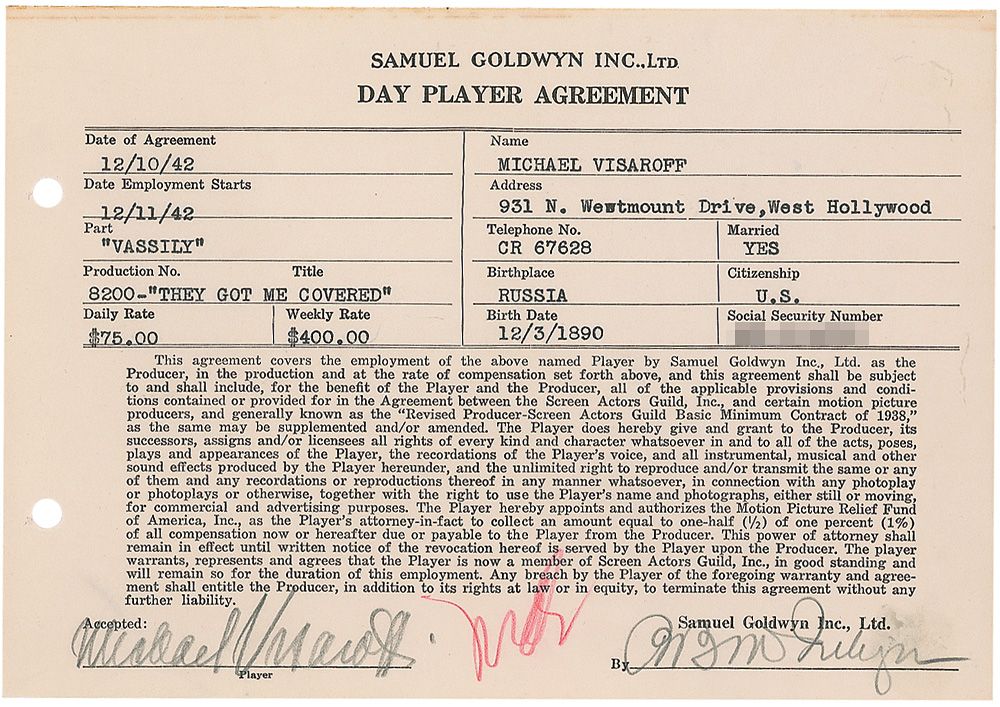 SAMUEL GOLDWYN INC.,LTD.
DAY PLAYER AGREEMENT
Date of Agreement
12/10/42
Date Employment Starts
12/11/42
Part
"VASSILY"
Production No. Title
8200-"THEY GOT ME COVERED"
Daily Rate Weekly Rate
$75.00 $400.00
Name
MICHAEL VISAROFF
Address
931 N. Wewtmount Drive,West Hollywood
Telephone No. Married
CR 67628 YES
Birthplace Citizenship
RUSSIA U.S.
Birth Date Social Security Number
12/3/1890
This agreement covers the employment of the above named Player by Samuel Goldwyn Inc., Ltd. as the
Producer, in the production and at the rate of compensation set forth above, and this agreement shall be subject
to and shall include, for the benefit of the Player and the Producer, all of the applicable provisions and condi-
tions contained or provided for in the Agreement between the Screen Actors Guild, Inc., and certain motion picture
producers, and generally known as the “Revised Producer-Screen Actors Guild Basic Minimum Contract of 1938,”
as the same may be supplemented and/or amended. The Player does hereby give and grant to the Producer, its
successors, assigns and/or licensees all rights of every kind and character whatsoever in and to all of the acts, poses,
plays and appearances of the Player, the recordations of the Player's voice, and all instrumental, musical and other
sound effects produced by the Player hereunder, and the unlimited right to reproduce and/or transmit the same or any
of them and any recordations or reproductions thereof in any manner whatsoever, in connection with any photoplay
or photoplays or otherwise, together with the right to use the Player's name and photographs, either still or moving,
for commercial and advertising purposes. The Player hereby appoints and authorizes the Motion Picture Relief Fund
of America, Inc., as the Player's attorney-in-fact to collect an amount equal to one-half (½) of one percent (1%)
of all compensation now or hereafter due or payable to the Player from the Producer. This power of attorney shall
remain in effect until written notice of the revocation hereof is served by the Player upon the Producer. The player
warrants, represents and agrees that the Player is now a member of Screen Actors Guild, Inc., in good standing and
will remain so for the duration of this employment. Any breach by the Player of the foregoing warranty and agree-
ment shall entitle the Producer, in addition to its rights at law or in equity, to terminate this agreement without any
further liability.
Accepted:
Michael Visaroff
Player
Samuel Goldwyn Inc., Ltd.
By